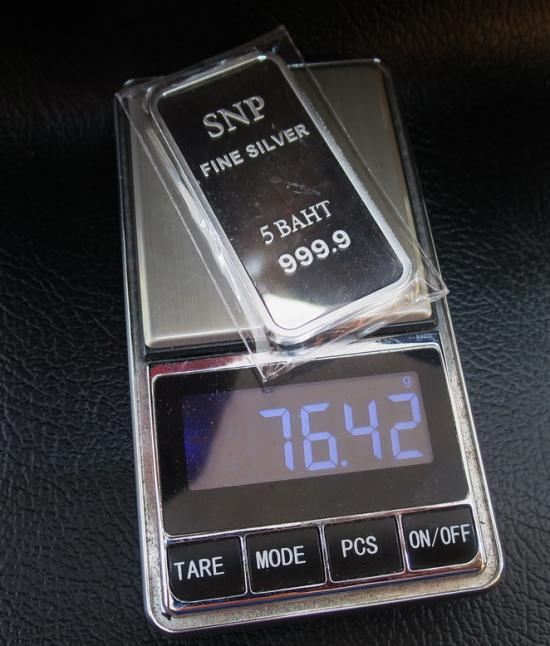 SNP
FINE SILVER
5 BAHT
999.9
g
76.42
TARE MODE PCS ON/OFF